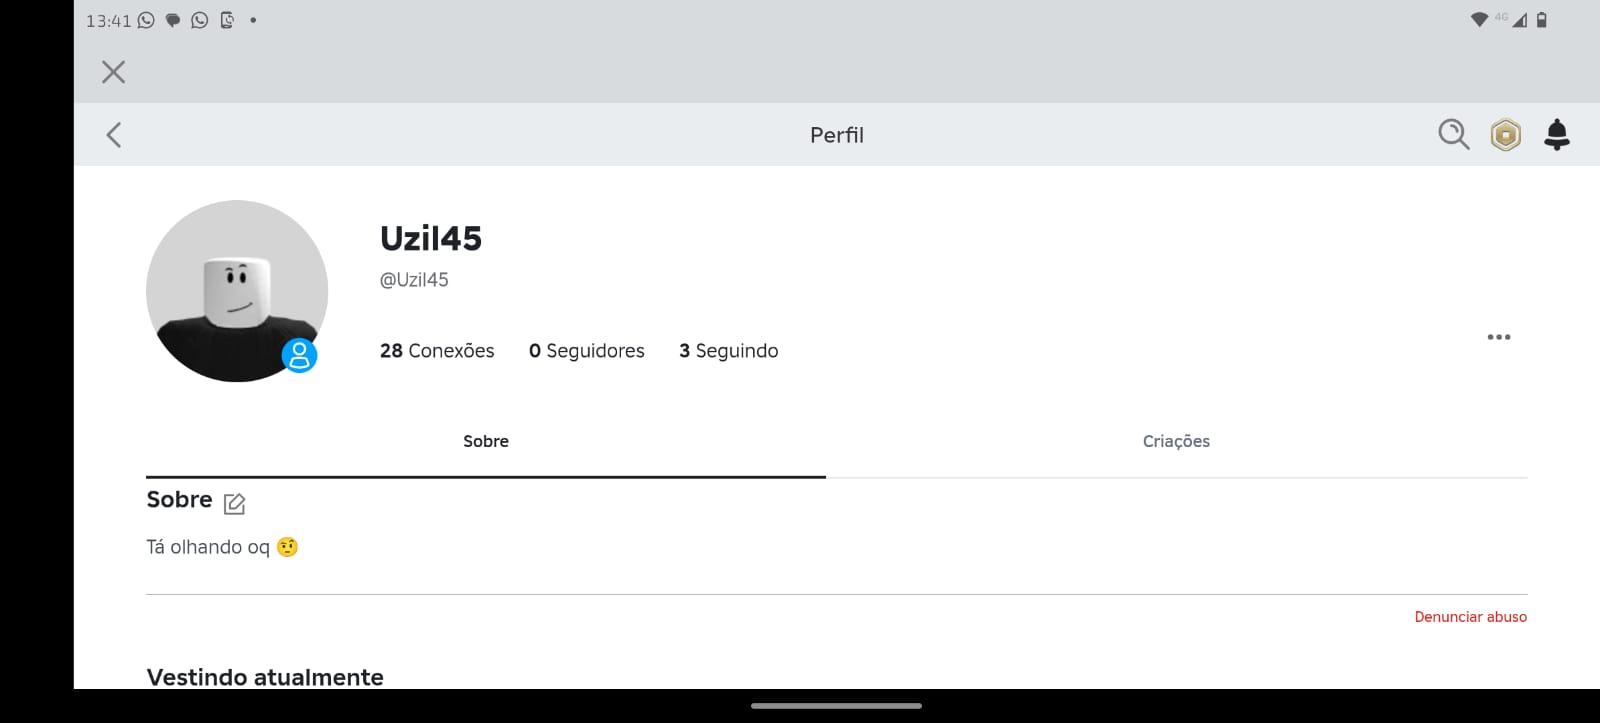 13:41
4G
Perfil
Uzil45
@Uzil45
28 Conexões 0 Seguidores 3 Seguindo
Sobre Criações
Sobre
Tá olhando oq 🤨
Denunciar abuso
Vestindo atualmente